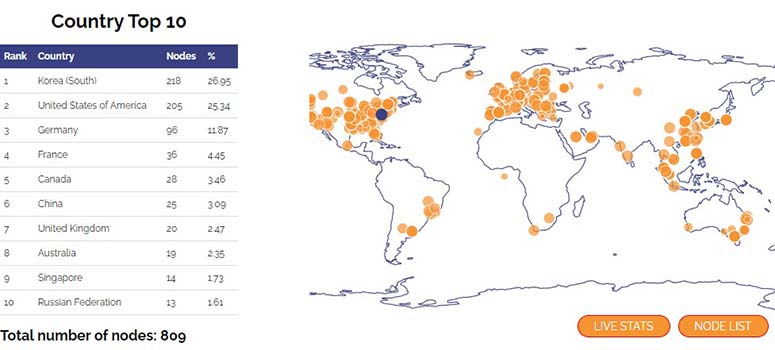 Country Top 10
Rank Country Nodes %
1 Korea (South) 218 26.95
2 United States of America 205 25.34
3 Germany 96 11.87
4 France 36 4.45
5 Canada 28 3.46
6 China 25 3.09
7 United Kingdom 20 2.47
8 Australia 19 2.35
9 Singapore 14 1.73
10 Russian Federation 13 1.61
Total number of nodes: 809
LIVE STATS NODE LIST